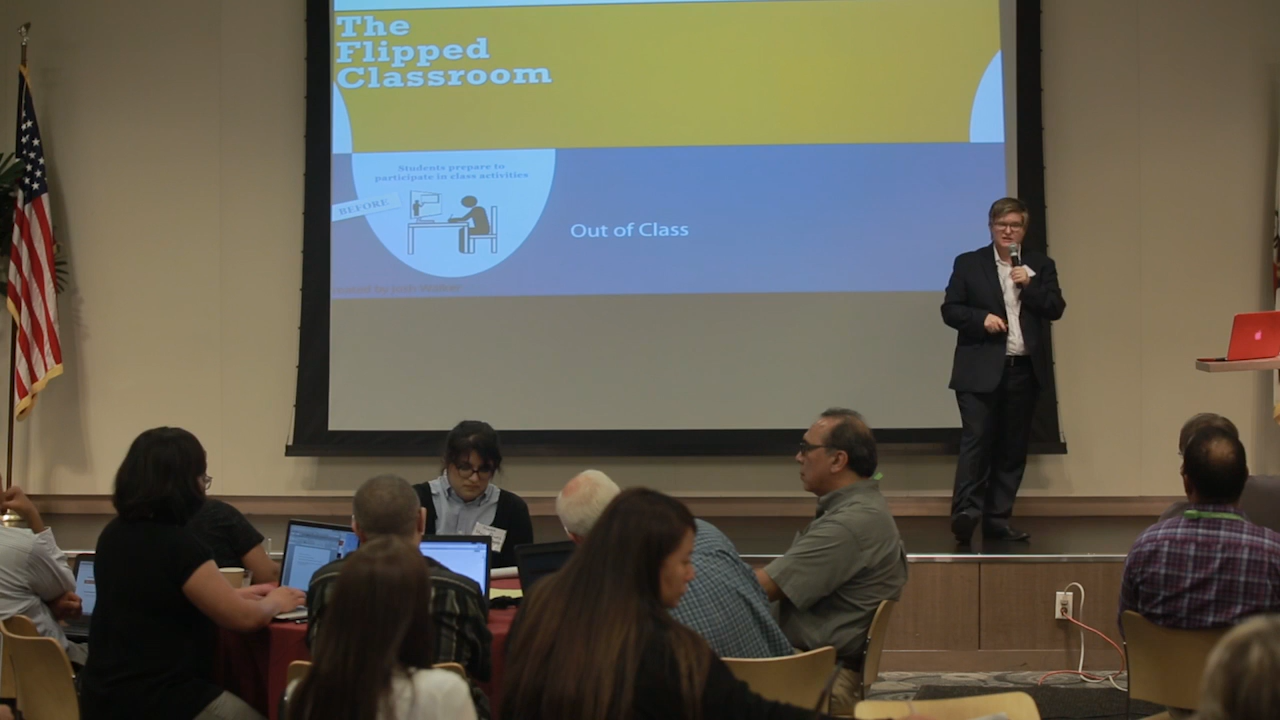 The
Flipped
Classroom
Students prepare to
participate in class activities
BEFORE
Out of Class